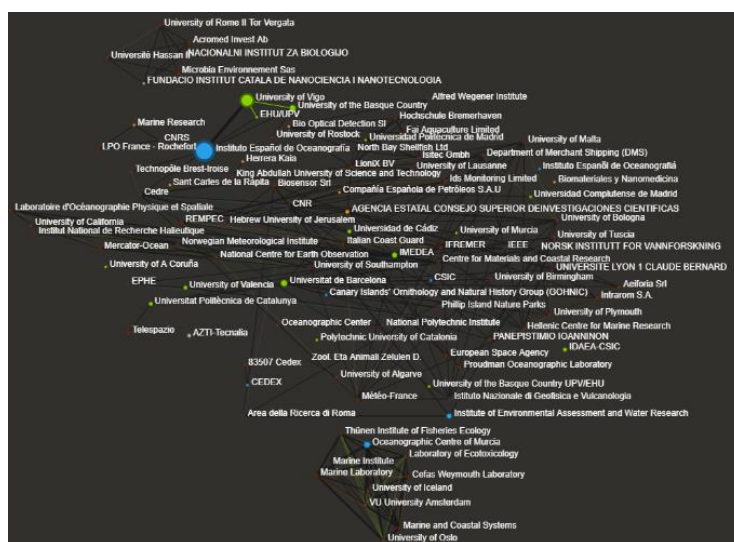 University of Rome II Tor Vergata
Acromed Invest Ab
Université Hassan II
NACIONALNI INSTITUT ZA BIOLOGIJO
Microbia Environnement Sas
FUNDACIO INSTITUT CATALA DE NANOCIENCIA I NANOTECNOLOGIA
University of Vigo
Alfred Wegener Institute
University of the Basque Country
EHU/UPV
Hochschule Bremerhaven
Marine Research
Bio Optical Detection Sl
Fai Aquaculture Limited
CNRS
University of Rostock
Universidad Politécnica de Madrid
University of Malta
LPO France - Rochefort
Instituto Español de Oceanografía
North Bay Shellfish Ltd
Isitec Gmbh
Department of Merchant Shipping (DMS)
Herrera Kaia
LionIX BV
University of Lausanne
Instituto Espanõl de Oceanografiá
Technopôle Brest-Iroise
King Abdullah University of Science and Technology
Ids Monitoring Limited
Biomateriales y Nanomedicina
Sant Carles de la Ràpita
Biosensor Srl
Compañía Española de Petróleos S.A.U
Universidad Complutense de Madrid
Cedre
CNR
AGENCIA ESTATAL CONSEJO SUPERIOR DEINVESTIGACIONES CIENTIFICAS
Laboratoire d'Océanographie Physique et Spatiale
REMPEC
Hebrew University of Jerusalem
University of Bologna
University of California
Universidad de Cádiz
University of Murcia
University of Tuscia
Institut National de Recherche Halieutique
Italian Coast Guard
IFREMER
IEEE
NORSK INSTITUTT FOR VANNFORSKNING
Mercator-Ocean
Norwegian Meteorological Institute
National Centre for Earth Observation
IMEDEA
Centre for Materials and Coastal Research
University of A Coruña
University of Southampton
UNIVERSITE LYON 1 CLAUDE BERNARD
EPHE
University of Valencia
Universitat de Barcelona
CSIC
University of Birmingham
Aeiforia Srl
Canary Islands' Ornithology and Natural History Group (GOHNIC)
Intrarom S.A.
Universitat Politècnica de Catalunya
Phillip Island Nature Parks
University of Plymouth
Oceanographic Center
National Polytechnic Institute
Hellenic Centre for Marine Research
Telespazio
AZTI-Tecnalia
Polytechnic University of Catalonia
PANEPISTIMIO IOANNINON
IDAEA-CSIC
Zool. Eta Animali Zelulen D.
European Space Agency
83507 Cedex
Proudman Oceanographic Laboratory
University of Algarve
CEDEX
University of the Basque Country UPV/EHU
Météo-France
Istituto Nazionale di Geofisica e Vulcanologia
Area della Ricerca di Roma
Institute of Environmental Assessment and Water Research
Thünen Institute of Fisheries Ecology
Oceanographic Centre of Murcia
Laboratory of Ecotoxicology
Marine Institute
Marine Laboratory
Cefas Weymouth Laboratory
University of Iceland
VU University Amsterdam
Marine and Coastal Systems
University of Oslo